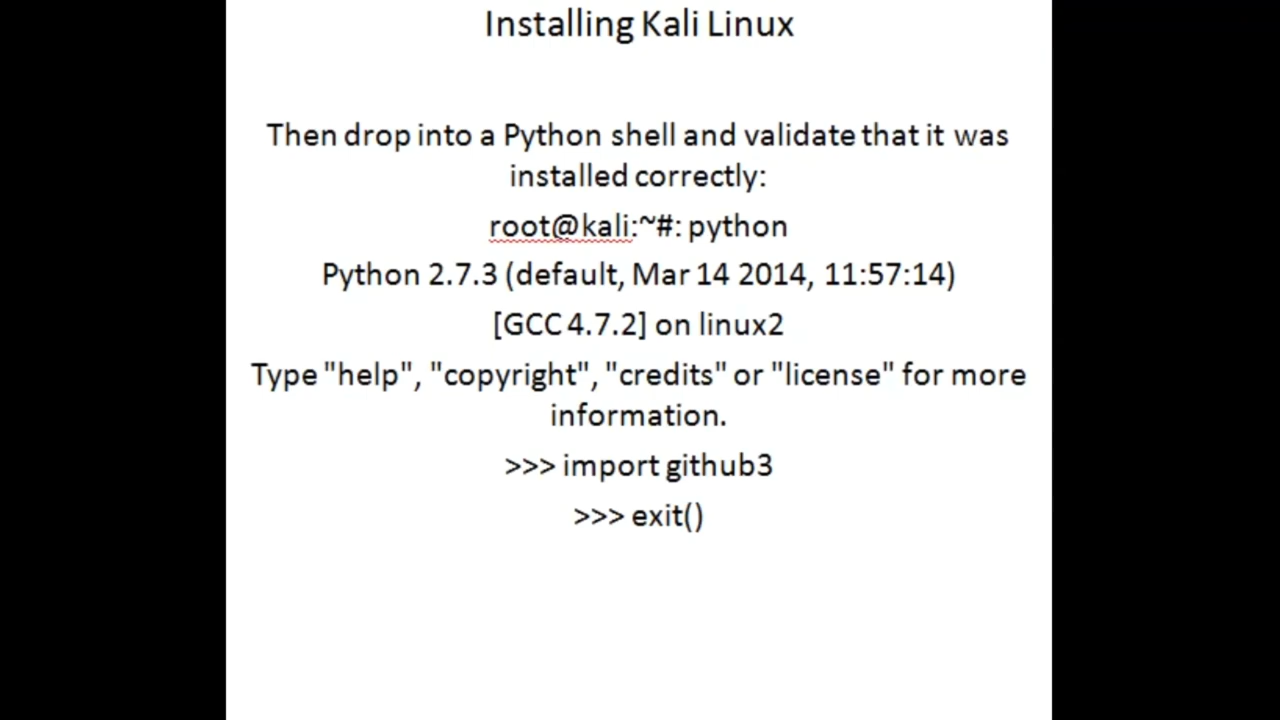 Installing Kali Linux
Then drop into a Python shell and validate that it was
installed correctly:
root@kali:~#: python
Python 2.7.3 (default, Mar 14 2014, 11:57:14)
[GCC 4.7.2] on linux2
Type "help", "copyright", "credits" or "license" for more
information.
>>> import github3
>>> exit()